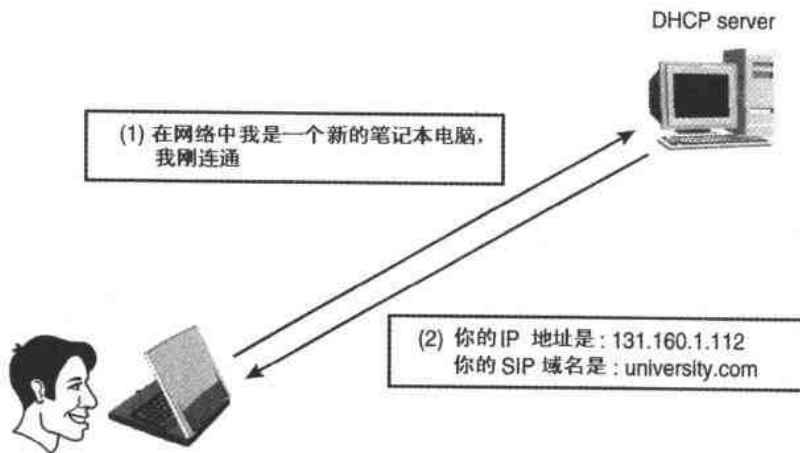 DHCP server
(1) 在网络中我是一个新的笔记本电脑，
我刚连通
(2) 你的IP 地址是：131.160.1.112
你的 SIP 域名是：university.com